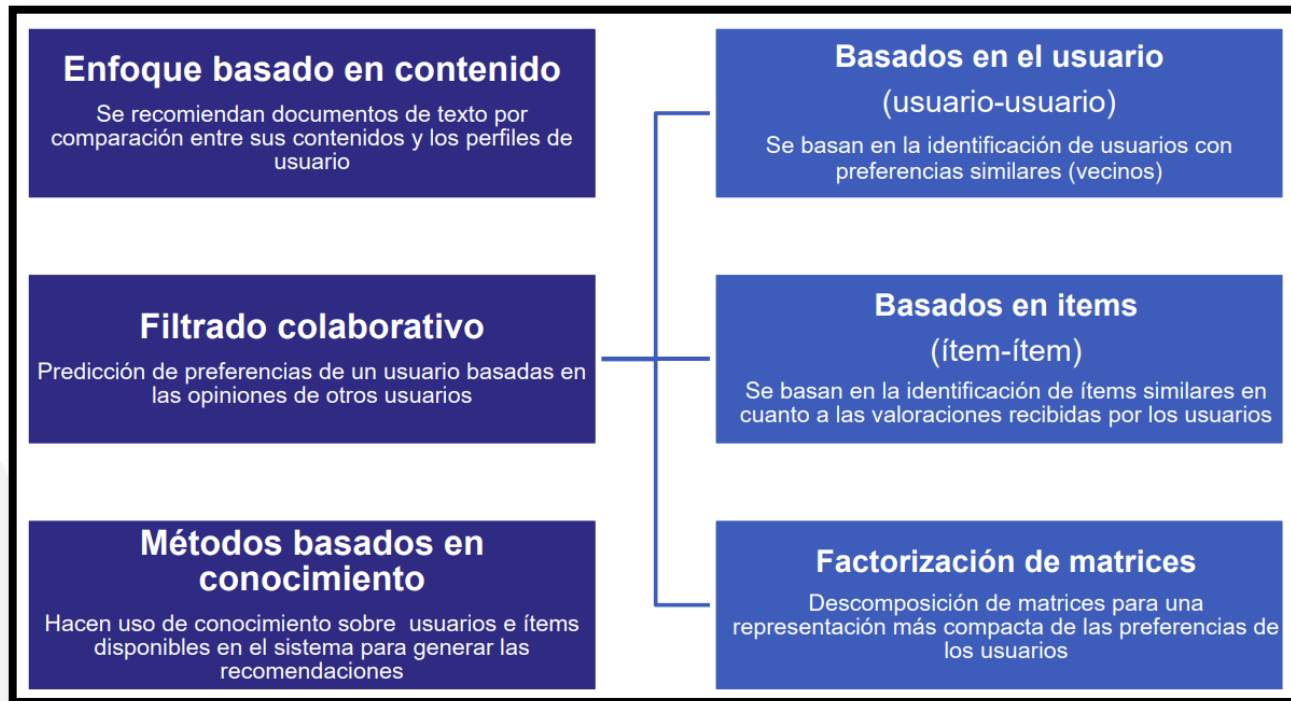 Enfoque basado en contenido
Se recomiendan documentos de texto por
comparación entre sus contenidos y los perfiles de
usuario
Filtrado colaborativo
Predicción de preferencias de un usuario basadas en
las opiniones de otros usuarios
Métodos basados en
conocimiento
Hacen uso de conocimiento sobre usuarios e ítems
disponibles en el sistema para generar las
recomendaciones
Basados en el usuario
(usuario-usuario)
Se basan en la identificación de usuarios con
preferencias similares (vecinos)
Basados en items
(ítem-ítem)
Se basan en la identificación de ítems similares en
cuanto a las valoraciones recibidas por los usuarios
Factorización de matrices
Descomposición de matrices para una
representación más compacta de las preferencias de
los usuarios